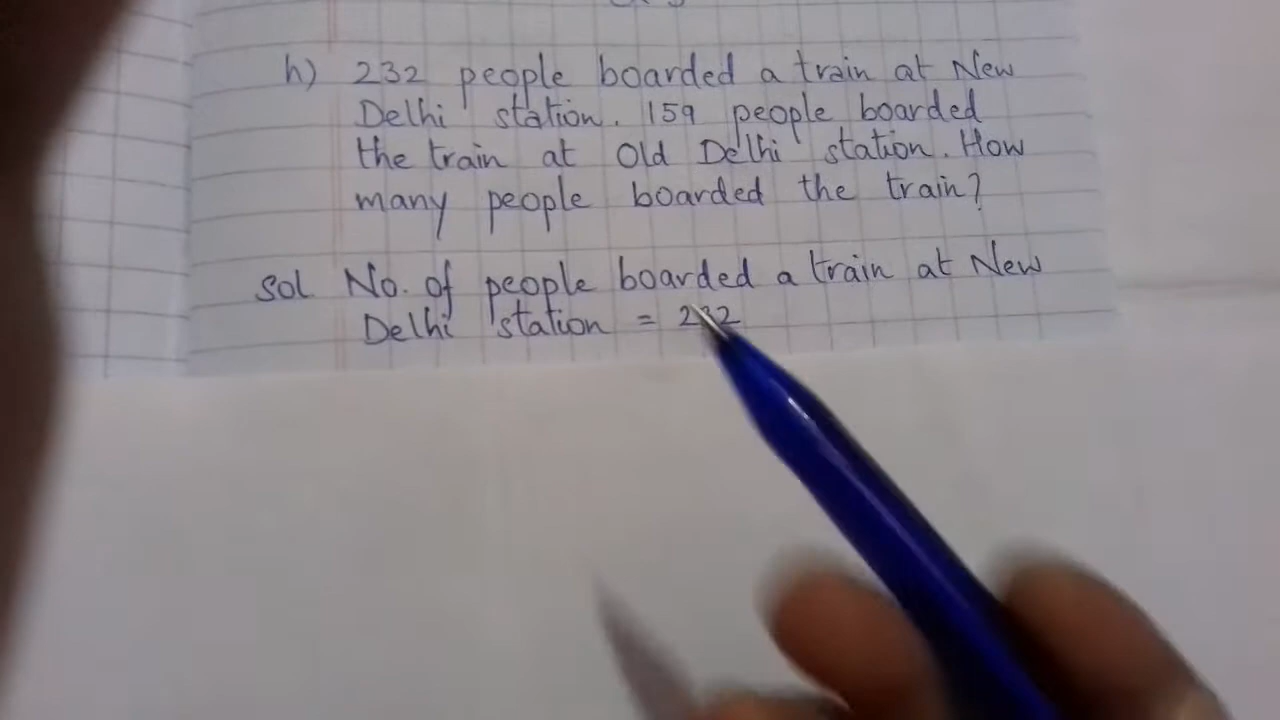 h) 232 people boarded a train at New
Delhi station. 159 people boarded
the train at Old Delhi station. How
many people boarded the train?
Sol No. of people boarded a train at New
Delhi station = 232